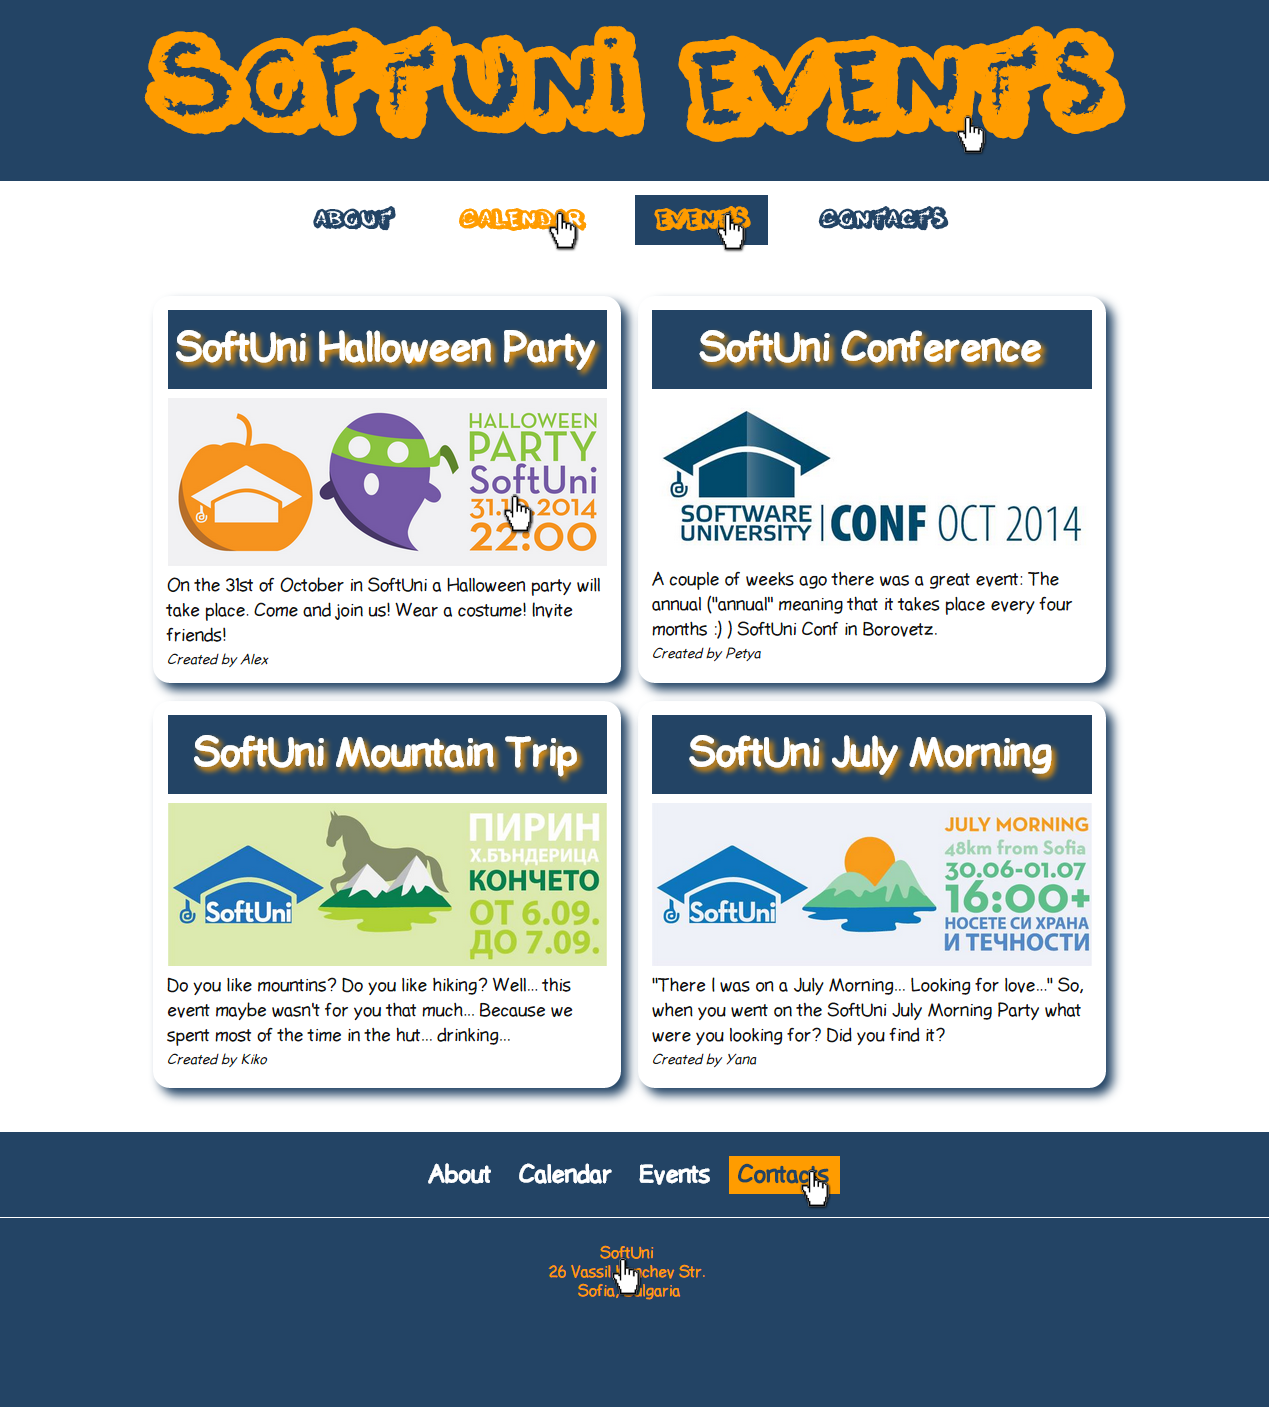 SOFTUNI EVENTS
ABOUT CALENDAR EVENTS CONTACTS
SoftUni Halloween Party
HALLOWEEN
PARTY
SoftUni
31.10.2014
22:00
On the 31st of October in SoftUni a Halloween party will
take place. Come and join us! Wear a costume! Invite
friends!
Created by Alex
SoftUni Conference
SOFTWARE
UNIVERSITY | CONF OCT 2014
A couple of weeks ago there was a great event: The
annual ("annual" meaning that it takes place every four
months :) ) SoftUni Conf in Borovetz.
Created by Petya
SoftUni Mountain Trip
SoftUni
ПИРИН
Х.БЪНДЕРИЦА
КОНЧЕТО
ОТ 6.09.
ДО 7.09.
Do you like mountins? Do you like hiking? Well... this
event maybe wasn't for you that much... Because we
spent most of the time in the hut... drinking...
Created by Kiko
SoftUni July Morning
SoftUni
JULY MORNING
48km from Sofia
30.06-01.07
16:00+
НОСЕТЕ СИ ХРАНА
И ТЕЧНОСТИ
"There I was on a July Morning... Looking for love..." So,
when you went on the SoftUni July Morning Party what
were you looking for? Did you find it?
Created by Yana
About Calendar Events Contacts
SoftUni
26 Vassil Str.
Sofia, Bulgaria